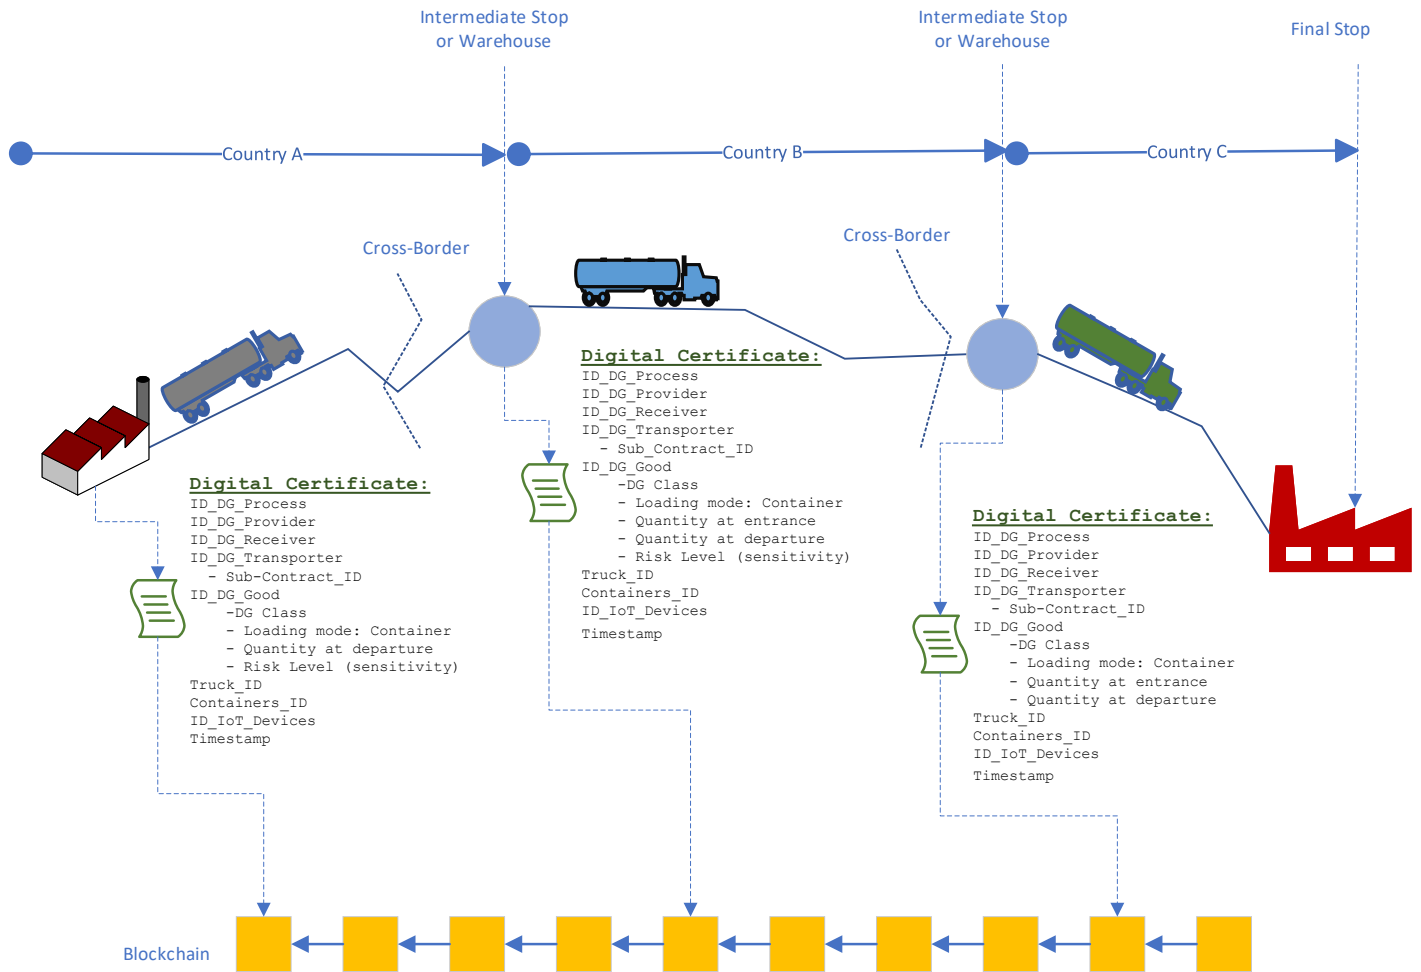 Intermediate Stop
or Warehouse
Intermediate Stop
or Warehouse
Final Stop
Country A
Country B
Country C
Cross-Border
Cross-Border
Digital Certificate:
ID_DG_Process
ID_DG_Provider
ID_DG_Receiver
ID_DG_Transporter
- Sub-Contract_ID
ID_DG_Good
-DG Class
- Loading mode: Container
- Quantity at departure
- Risk Level (sensitivity)
Truck_ID
Containers_ID
ID_IoT_Devices
Timestamp
Digital Certificate:
ID_DG_Process
ID_DG_Provider
ID_DG_Receiver
ID_DG_Transporter
- Sub_Contract_ID
ID_DG_Good
-DG Class
- Loading mode: Container
- Quantity at entrance
- Quantity at departure
- Risk Level (sensitivity)
Truck_ID
Containers_ID
ID_IoT_Devices
Timestamp
Digital Certificate:
ID_DG_Process
ID_DG_Provider
ID_DG_Receiver
ID_DG_Transporter
- Sub-Contract_ID
ID_DG_Good
-DG Class
- Loading mode: Container
- Quantity at entrance
- Quantity at departure
Truck_ID
Containers_ID
ID_IoT_Devices
Timestamp
Blockchain